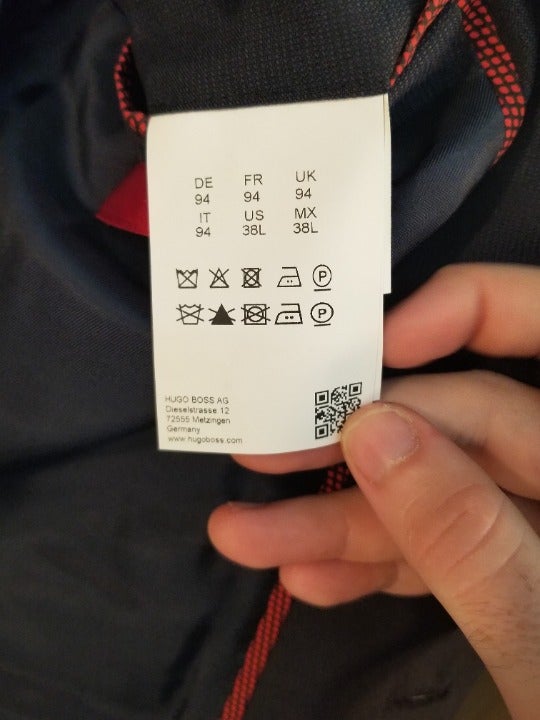 DE FR UK
94 94 94
IT US MX
94 38L 38L
P
P
HUGO BOSS AG
Dieselstrasse 12
72555 Metzingen
Germany
www.hugoboss.com